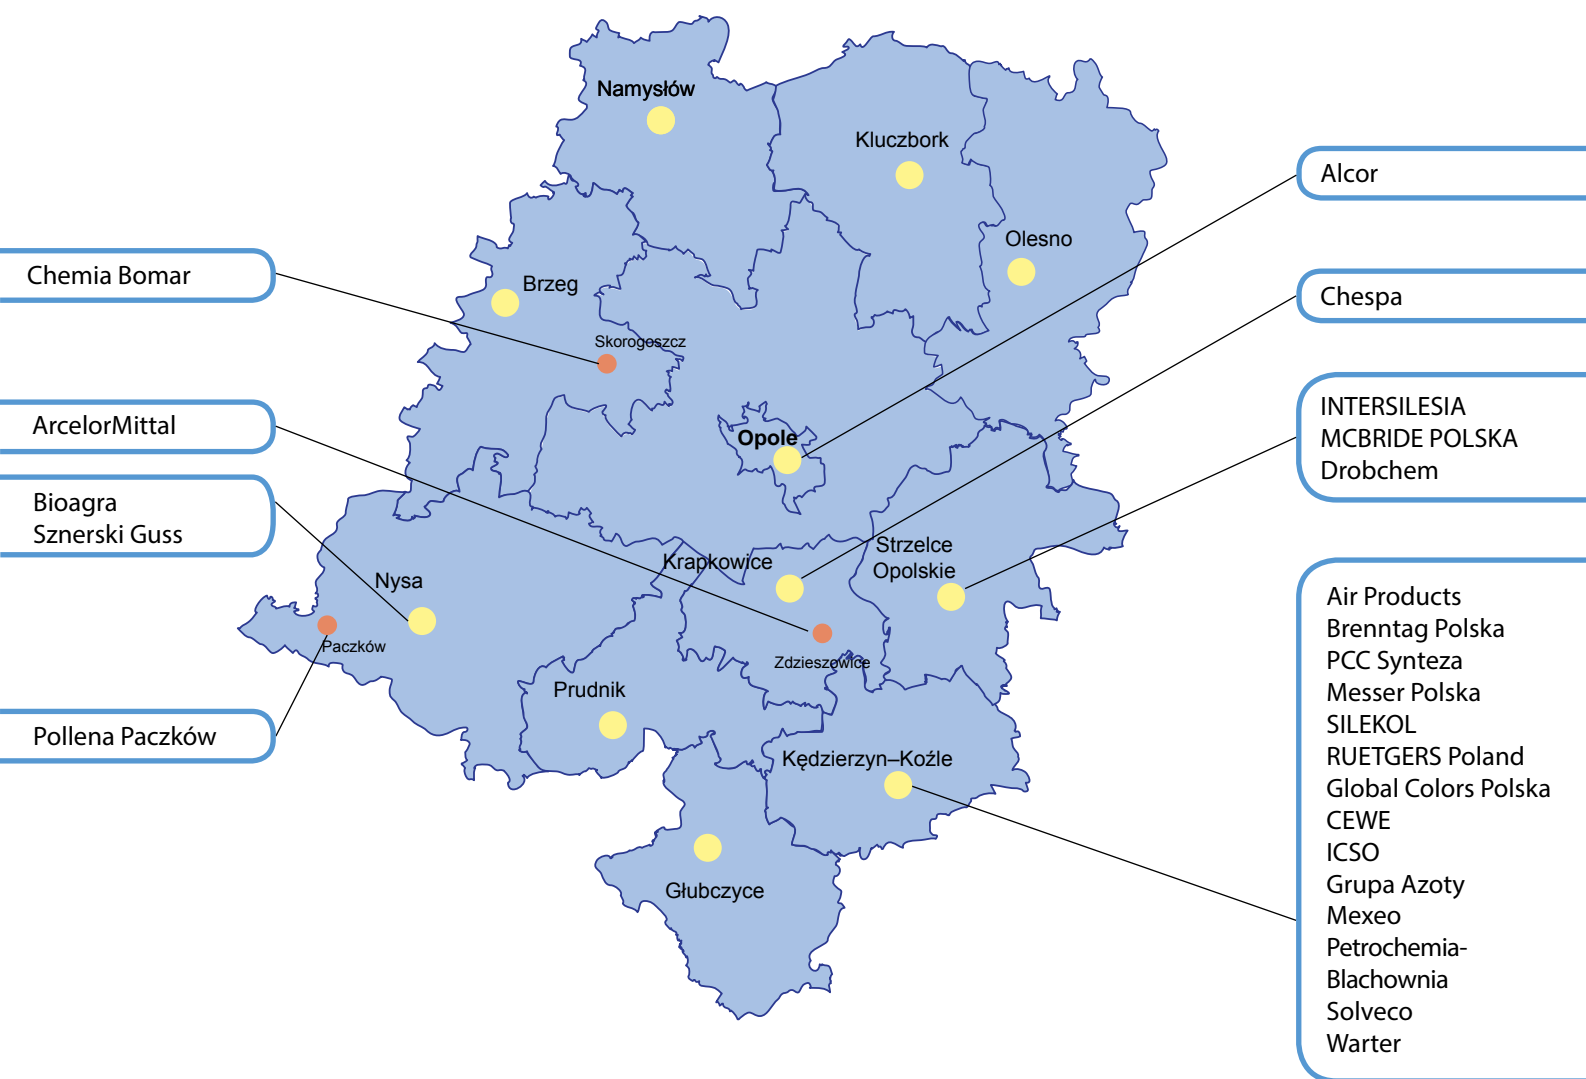 Namysłów
Kluczbork
Alcor
Olesno
Chemia Bomar
Brzeg
Chespa
Skorogoszcz
INTERSILESIA
MCBRIDE POLSKA
Drobchem
ArcelorMittal
Opole
Bioagra
Sznerski Guss
Krapkowice
Strzelce
Opolskie
Nysa
Paczków
Zdzieszowice
Prudnik
Pollena Paczków
Kędzierzyn–Koźle
Głubczyce
Air Products
Brenntag Polska
PCC Synteza
Messer Polska
SILEKOL
RUETGERS Poland
Global Colors Polska
CEWE
ICSO
Grupa Azoty
Mexeo
Petrochemia-
Blachownia
Solveco
Warter